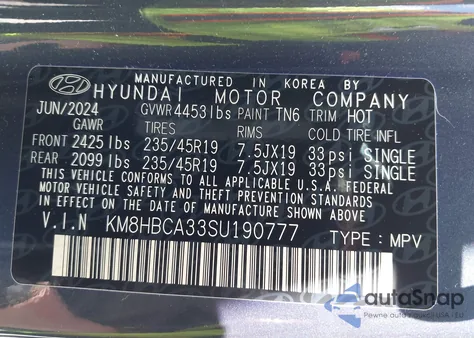 MANUFACTURED IN KOREA BY
HYUNDAI MOTOR COMPANY
JUN/2024 GVWR 4453lbs PAINT TN6 TRIM HOT
GAWR TIRES RIMS COLD TIRE INFL
FRONT 2425lbs 235/45R19 7.5JX19 33psi SINGLE
REAR 2099lbs 235/45R19 7.5JX19 33psi SINGLE
THIS VEHICLE CONFORMS TO ALL APPLICABLE U.S.A. FEDERAL
MOTOR VEHICLE SAFETY AND BUMPER STANDARDS IN
EFFECT ON THE DATE OF MANUFACTURE SHOWN ABOVE.
V.I.N KM8HBCA33SU190777 TYPE: MPV
autoSnap